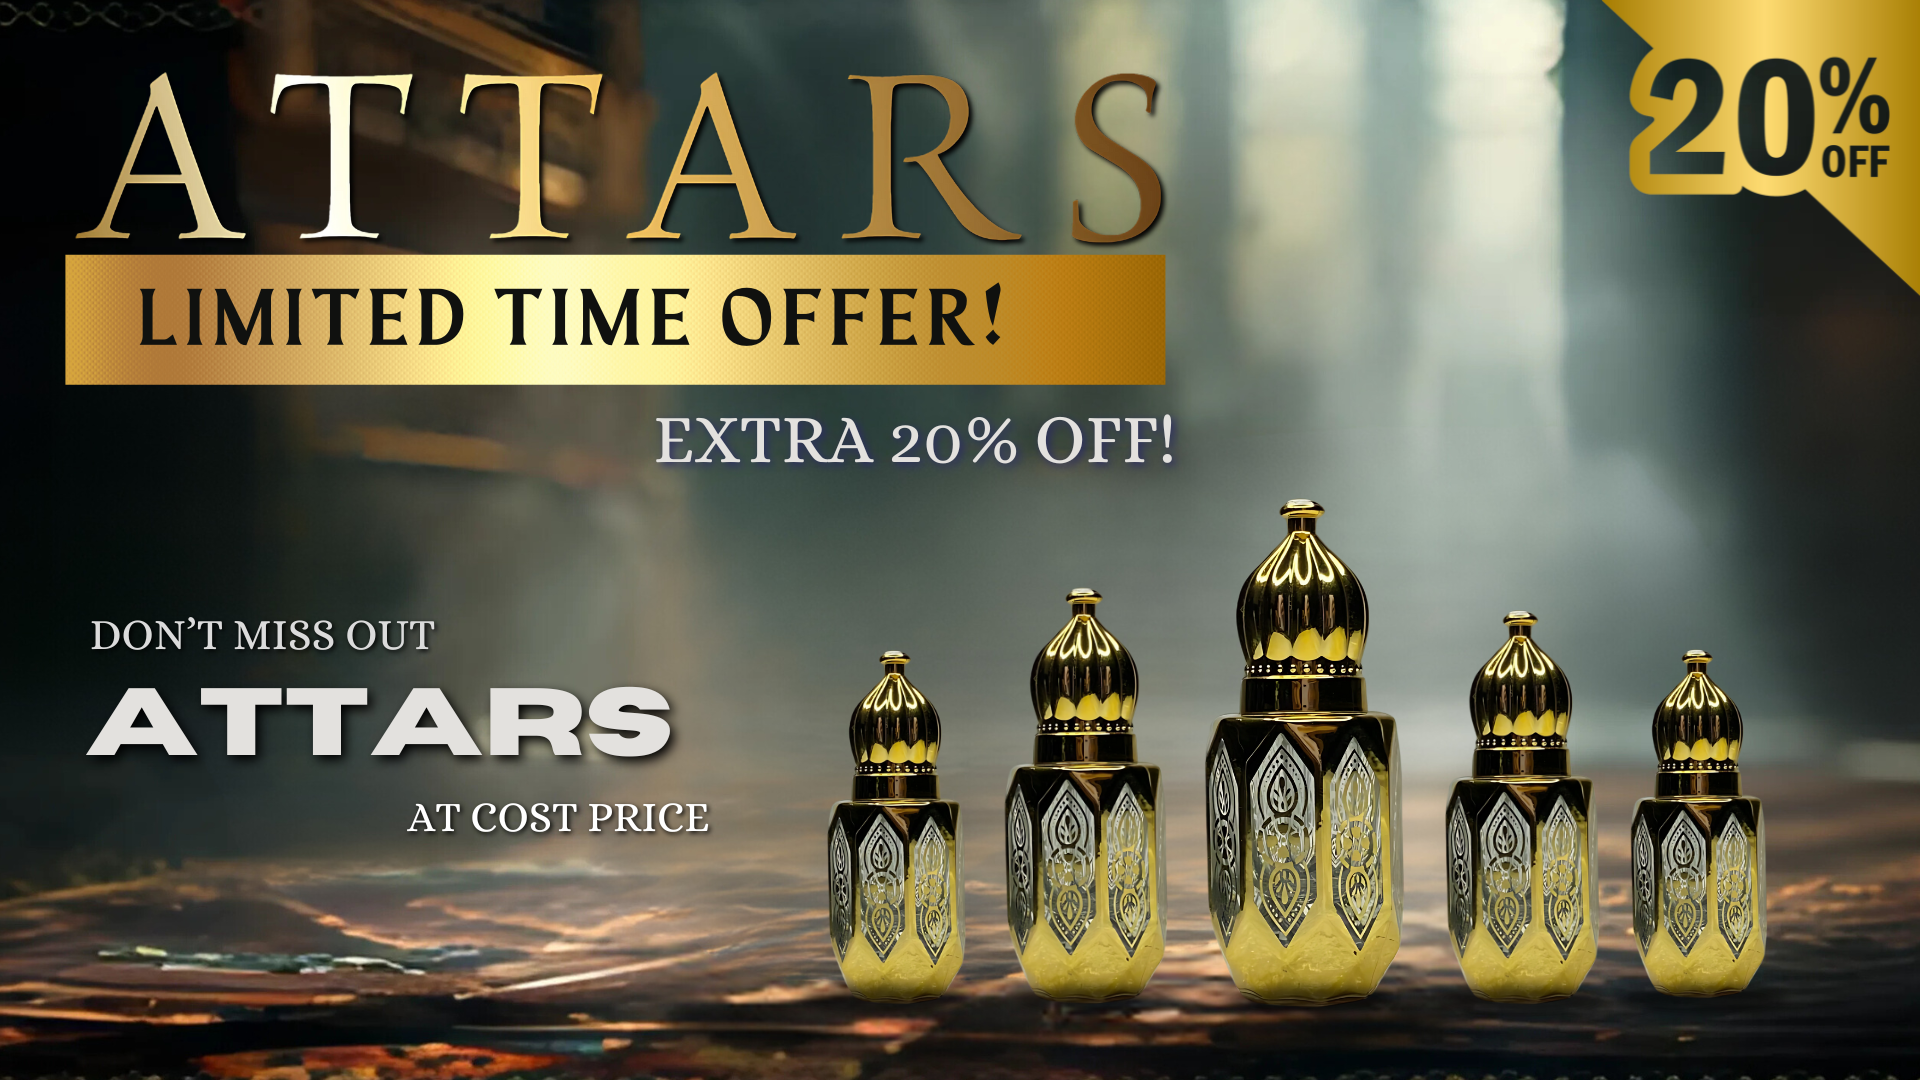 ATTARS
20%
OFF
LIMITED TIME OFFER!
EXTRA 20% OFF!
DON'T MISS OUT
ATTARS
AT COST PRICE